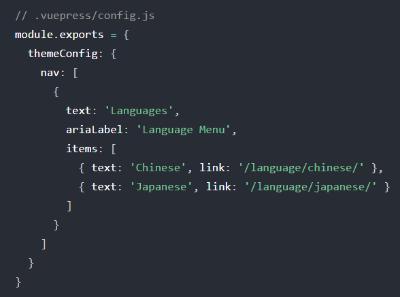 // .vuepress/config.js
module.exports = {
  themeConfig: {
    nav: [
      {
        text: 'Languages',
        ariaLabel: 'Language Menu',
        items: [
          { text: 'Chinese', link: '/language/chinese/' },
          { text: 'Japanese', link: '/language/japanese/' }
        ]
      }
    ]
  }
}